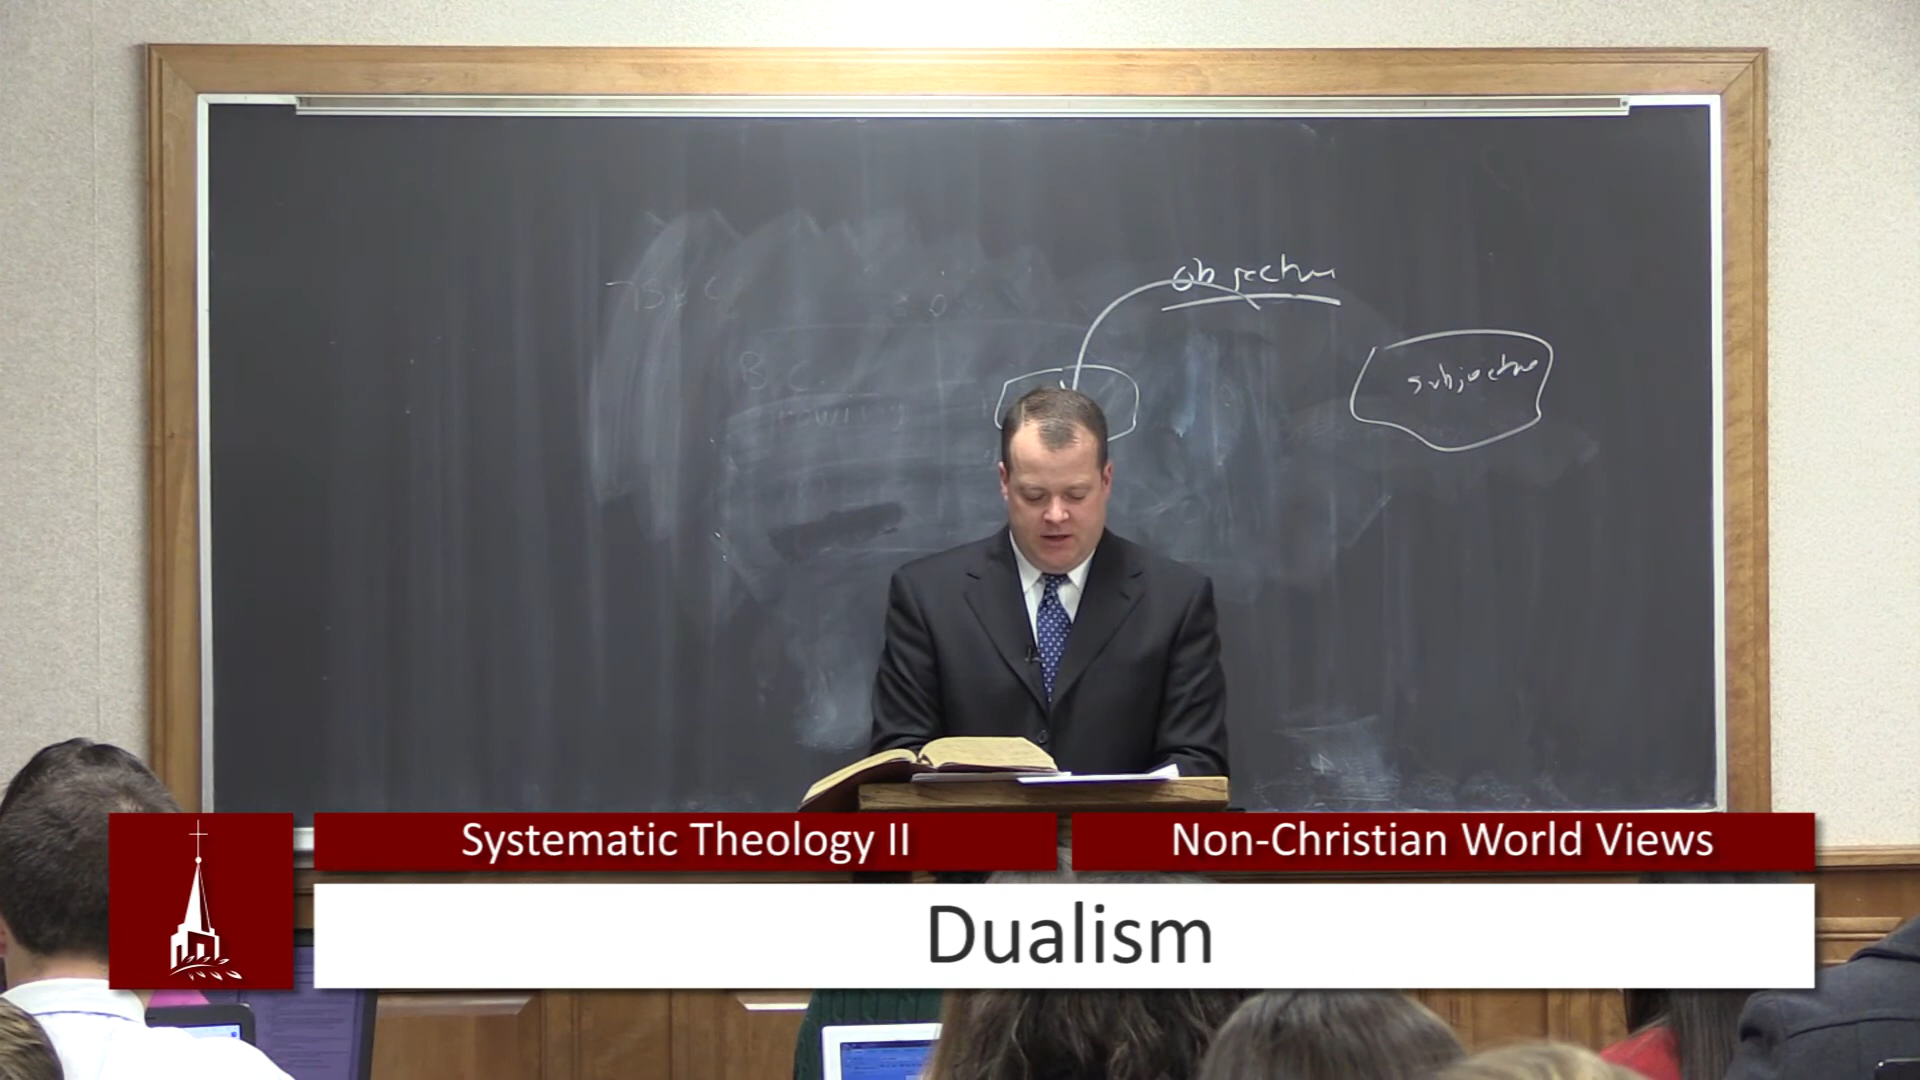 objective
subjective
B.C.
Systematic Theology II
Non-Christian World Views
Dualism